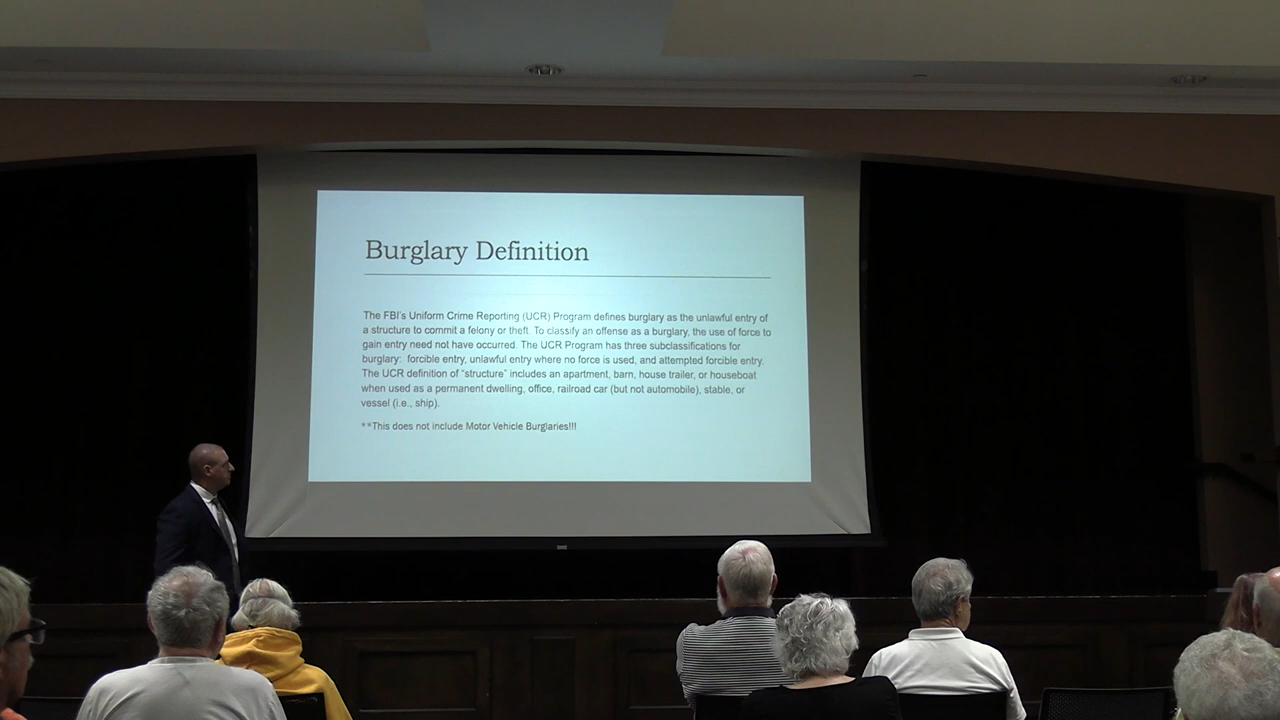 Burglary Definition
The FBI's Uniform Crime Reporting (UCR) Program defines burglary as the unlawful entry of
a structure to commit a felony or theft. To classify an offense as a burglary, the use of force to
gain entry need not have occurred. The UCR Program has three subclassifications for
burglary: forcible entry, unlawful entry where no force is used, and attempted forcible entry.
The UCR definition of "structure" includes an apartment, barn, house trailer, or houseboat
when used as a permanent dwelling, office, railroad car (but not automobile), stable, or
vessel (i.e., ship).
**This does not include Motor Vehicle Burglaries!!!